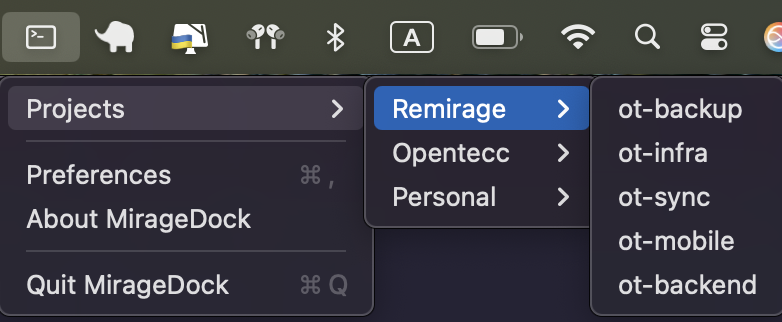 A
Projects
Remirage
ot-backup
Opentecc
ot-infra
Preferences ⌘ ,
Personal
ot-sync
About MirageDock
ot-mobile
Quit MirageDock ⌘ Q
ot-backend